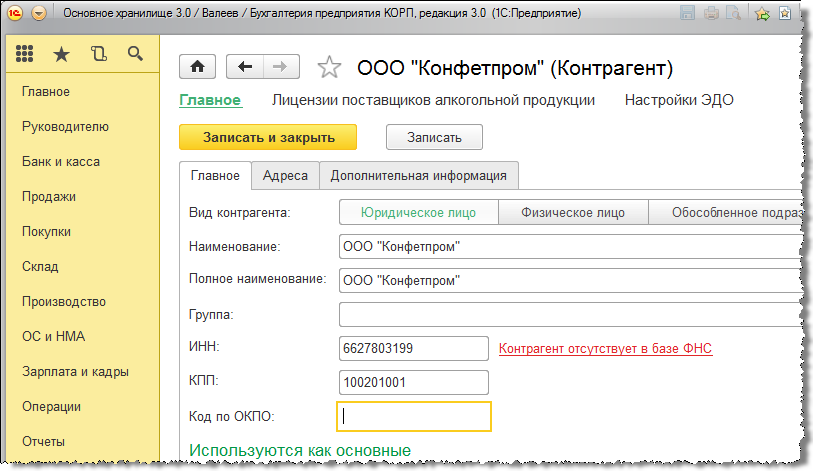 Основное хранилище 3.0 / Валеев / Бухгалтерия предприятия КОРП, редакция 3.0 (1С:Предприятие)
Главное
Руководителю
Банк и касса
Продажи
Покупки
Склад
Производство
ОС и НМА
Зарплата и кадры
Операции
Отчеты
ООО "Конфетпром" (Контрагент)
Главное Лицензии поставщиков алкогольной продукции Настройки ЭДО
Записать и закрыть Записать
Главное Адреса Дополнительная информация
Вид контрагента: Юридическое лицо Физическое лицо Обособленное подраз
Наименование: ООО "Конфетпром"
Полное наименование: ООО "Конфетпром"
Группа:
ИНН: 6627803199 Контрагент отсутствует в базе ФНС
КПП: 100201001
Код по ОКПО:
Используются как основные